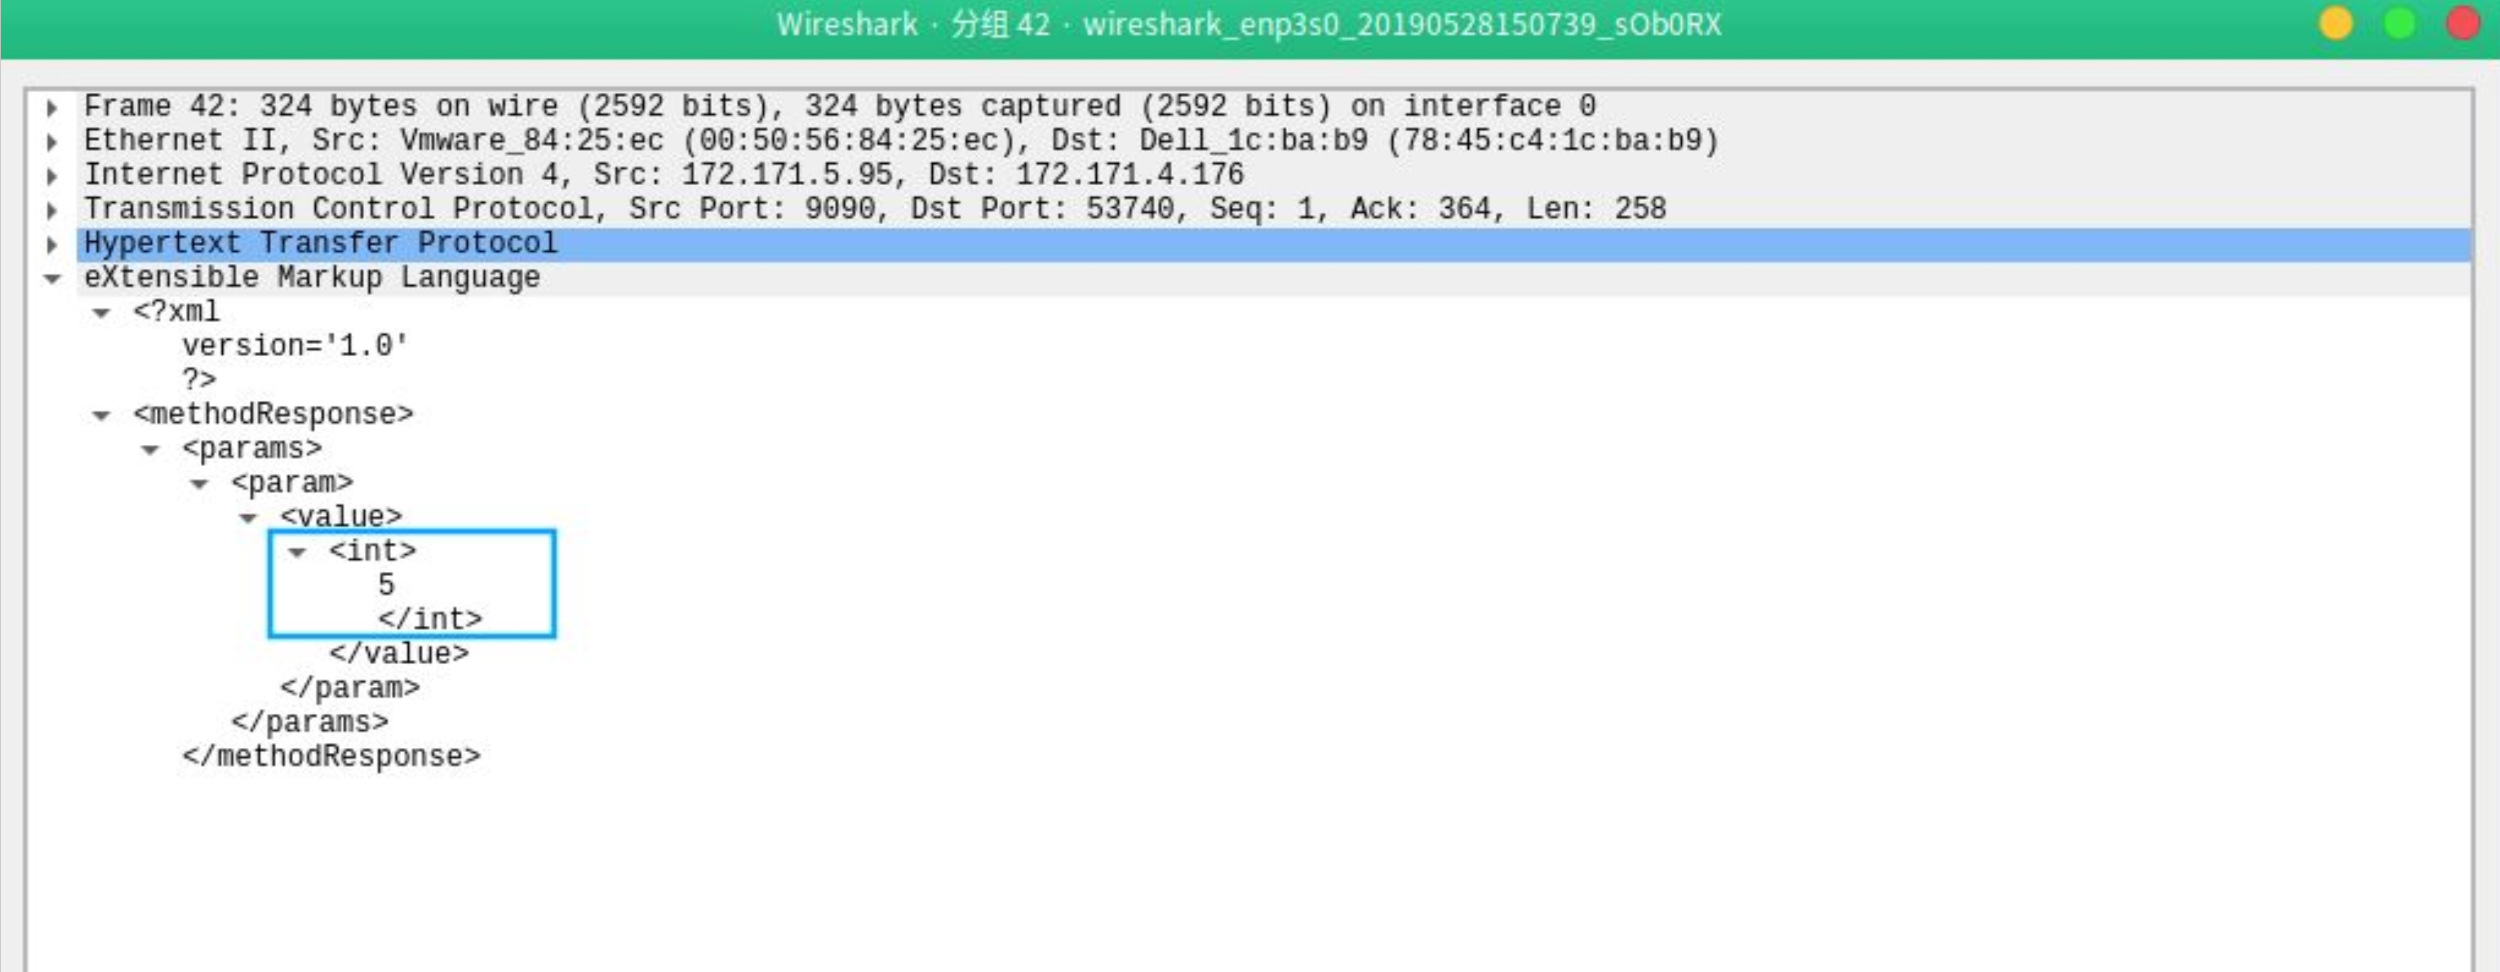 Wireshark · 分组 42 · wireshark_enp3s0_20190528150739_sOb0RX
Frame 42: 324 bytes on wire (2592 bits), 324 bytes captured (2592 bits) on interface 0
Ethernet II, Src: Vmware_84:25:ec (00:50:56:84:25:ec), Dst: Dell_1c:ba:b9 (78:45:c4:1c:ba:b9)
Internet Protocol Version 4, Src: 172.171.5.95, Dst: 172.171.4.176
Transmission Control Protocol, Src Port: 9090, Dst Port: 53740, Seq: 1, Ack: 364, Len: 258
Hypertext Transfer Protocol
eXtensible Markup Language
<?xml
version='1.0'
?>
<methodResponse>
<params>
<param>
<value>
<int>
5
</int>
</value>
</param>
</params>
</methodResponse>